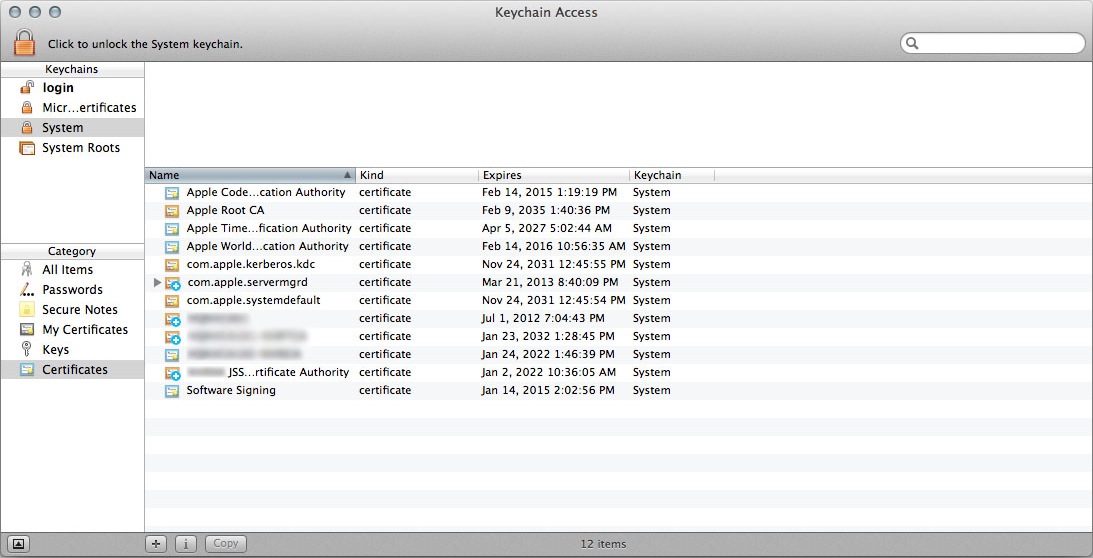 Keychain Access
Click to unlock the System keychain.
Keychains
login
Micr...ertificates
System
System Roots
Category
All Items
Passwords
Secure Notes
My Certificates
Keys
Certificates
Name Kind Expires Keychain
Apple Code...cation Authority certificate Feb 14, 2015 1:19:19 PM System
Apple Root CA certificate Feb 9, 2035 1:40:36 PM System
Apple Time...fication Authority certificate Apr 5, 2027 5:02:44 AM System
Apple World...cation Authority certificate Feb 14, 2016 10:56:35 AM System
com.apple.kerberos.kdc certificate Nov 24, 2031 12:45:55 PM System
com.apple.servermgrd certificate Mar 21, 2013 8:40:09 PM System
com.apple.systemdefault certificate Nov 24, 2031 12:45:54 PM System
certificate Jul 1, 2012 7:04:43 PM System
certificate Jan 23, 2032 1:28:45 PM System
certificate Jan 24, 2022 1:46:39 PM System
JSS...rtificate Authority certificate Jan 2, 2022 10:36:05 AM System
Software Signing certificate Jan 14, 2015 2:02:56 PM System
Copy
12 items